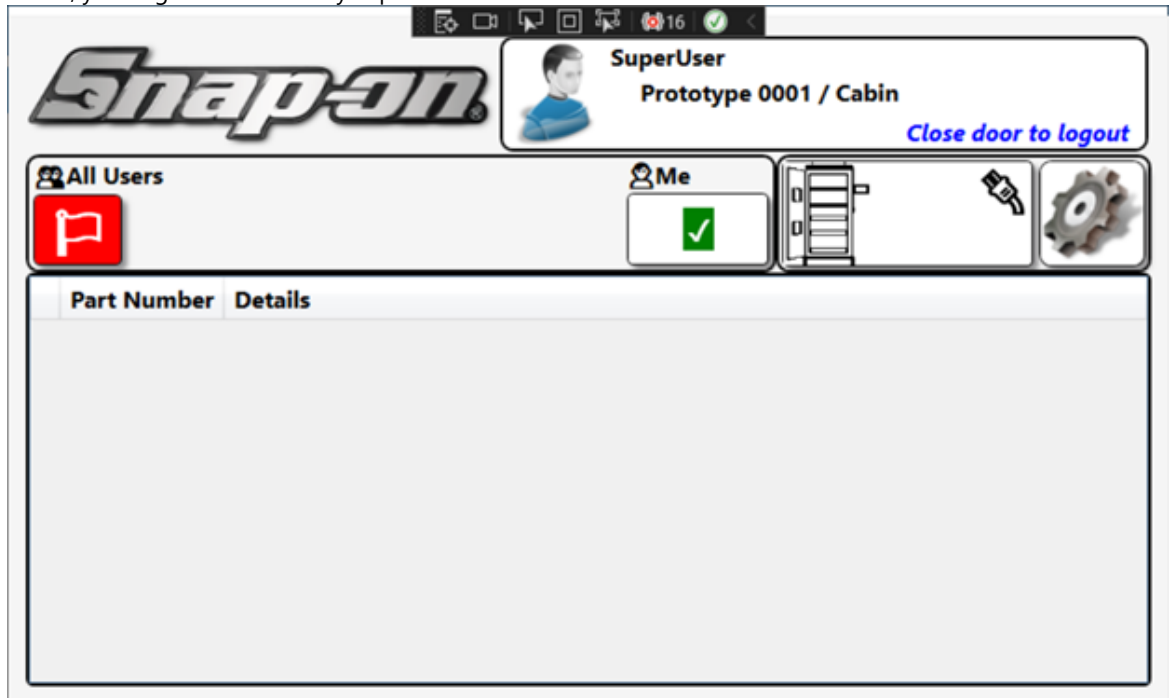 16
Snap-on
SuperUser
Prototype 0001 / Cabin
Close door to logout
All Users
Me
Part Number Details